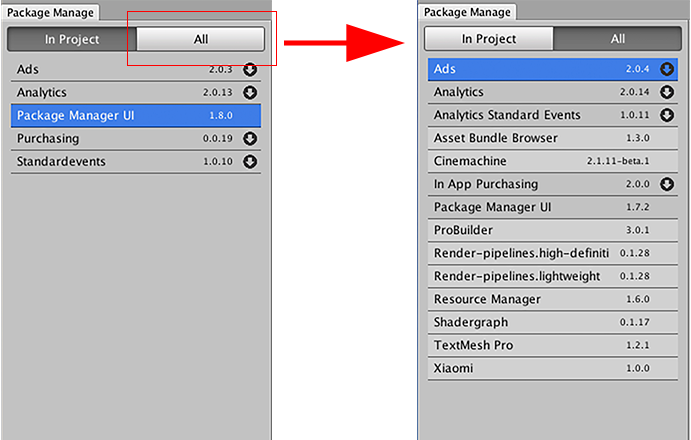 Package Manage
In Project All
Ads 2.0.3
Analytics 2.0.13
Package Manager UI 1.8.0
Purchasing 0.0.19
Standardevents 1.0.10
Package Manage
In Project All
Ads 2.0.4
Analytics 2.0.14
Analytics Standard Events 1.0.11
Asset Bundle Browser 1.3.0
Cinemachine 2.1.11-beta.1
In App Purchasing 2.0.0
Package Manager UI 1.7.2
ProBuilder 3.0.1
Render-pipelines.high-definiti 0.1.28
Render-pipelines.lightweight 0.1.28
Resource Manager 1.6.0
Shadergraph 0.1.17
TextMesh Pro 1.2.1
Xiaomi 1.0.0